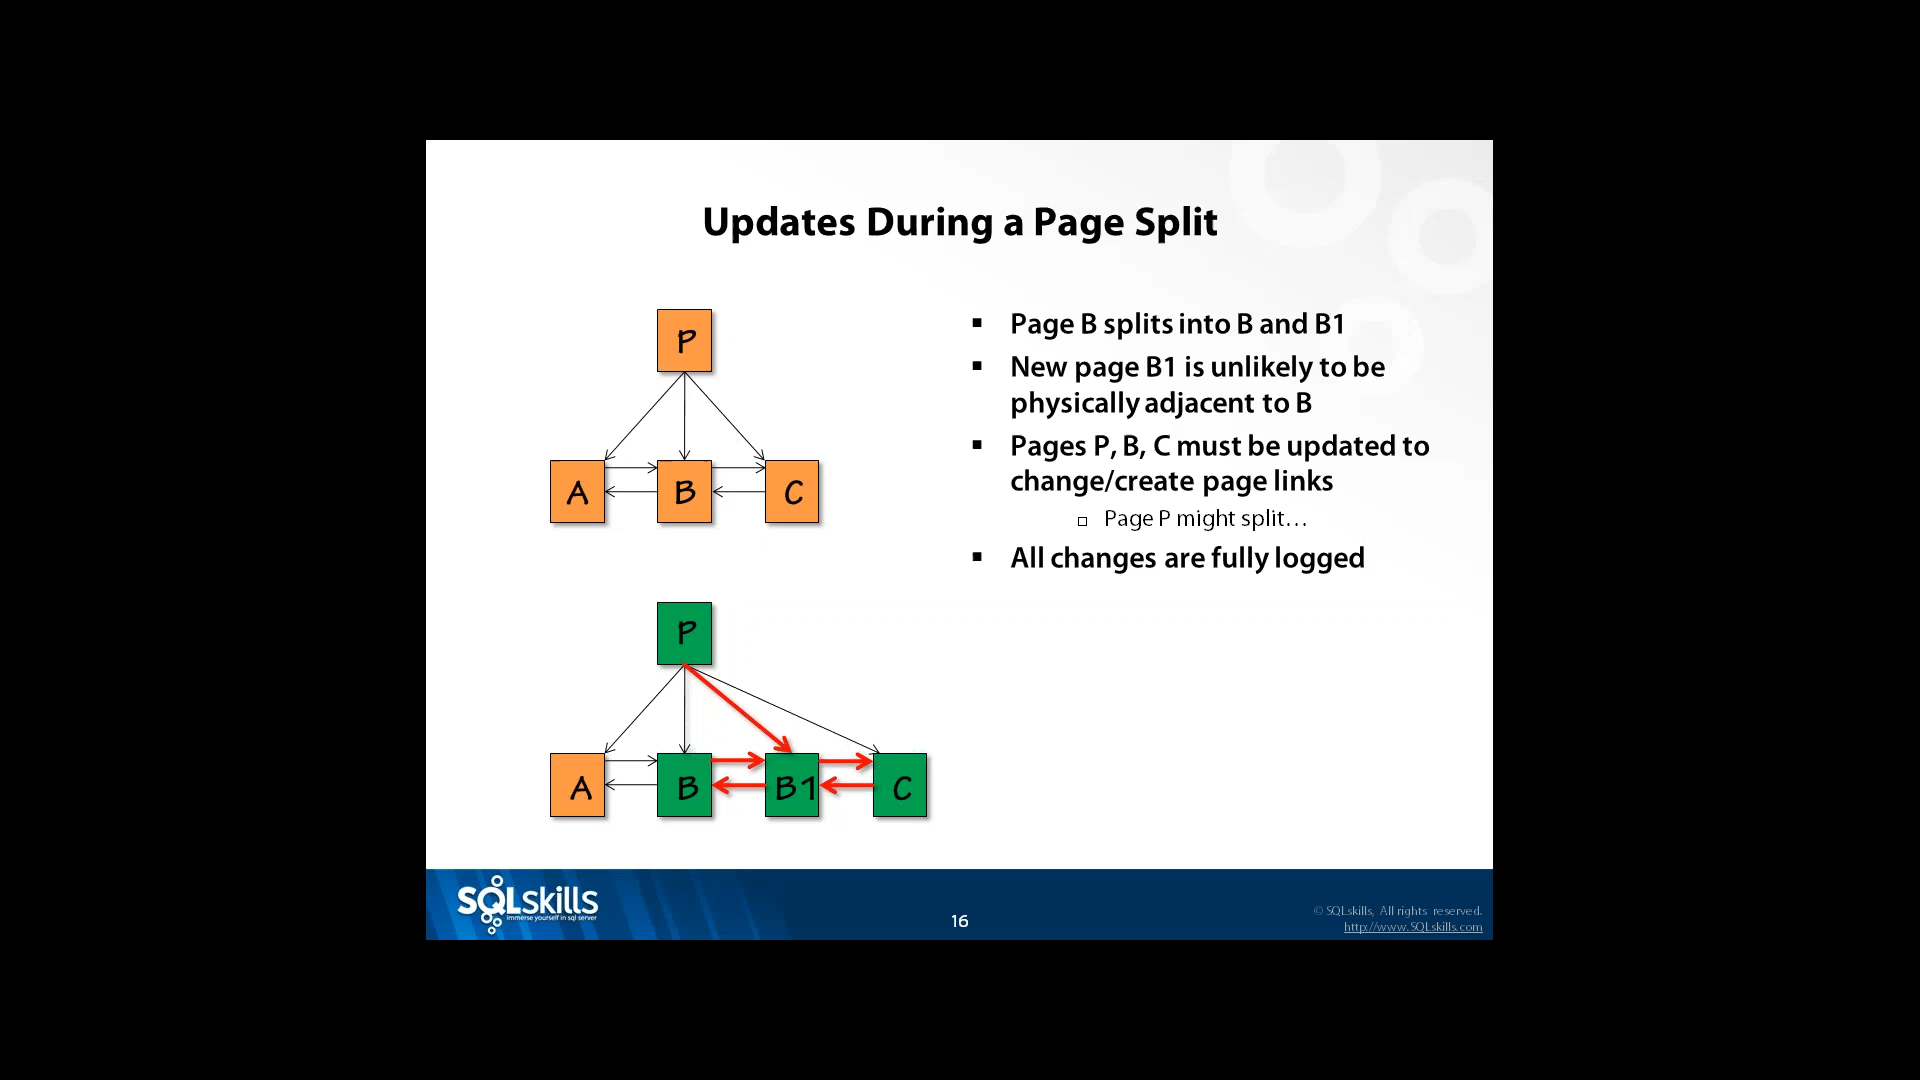 Updates During a Page Split
P
A B C
▪ Page B splits into B and B1
▪ New page B1 is unlikely to be
physically adjacent to B
▪ Pages P, B, C must be updated to
change/create page links
□ Page P might split…
▪ All changes are fully logged
P
A B B1 C
SQLskills
immerse yourself in sql server
16
© SQLskills, All rights reserved.
http://www.SQLskills.com